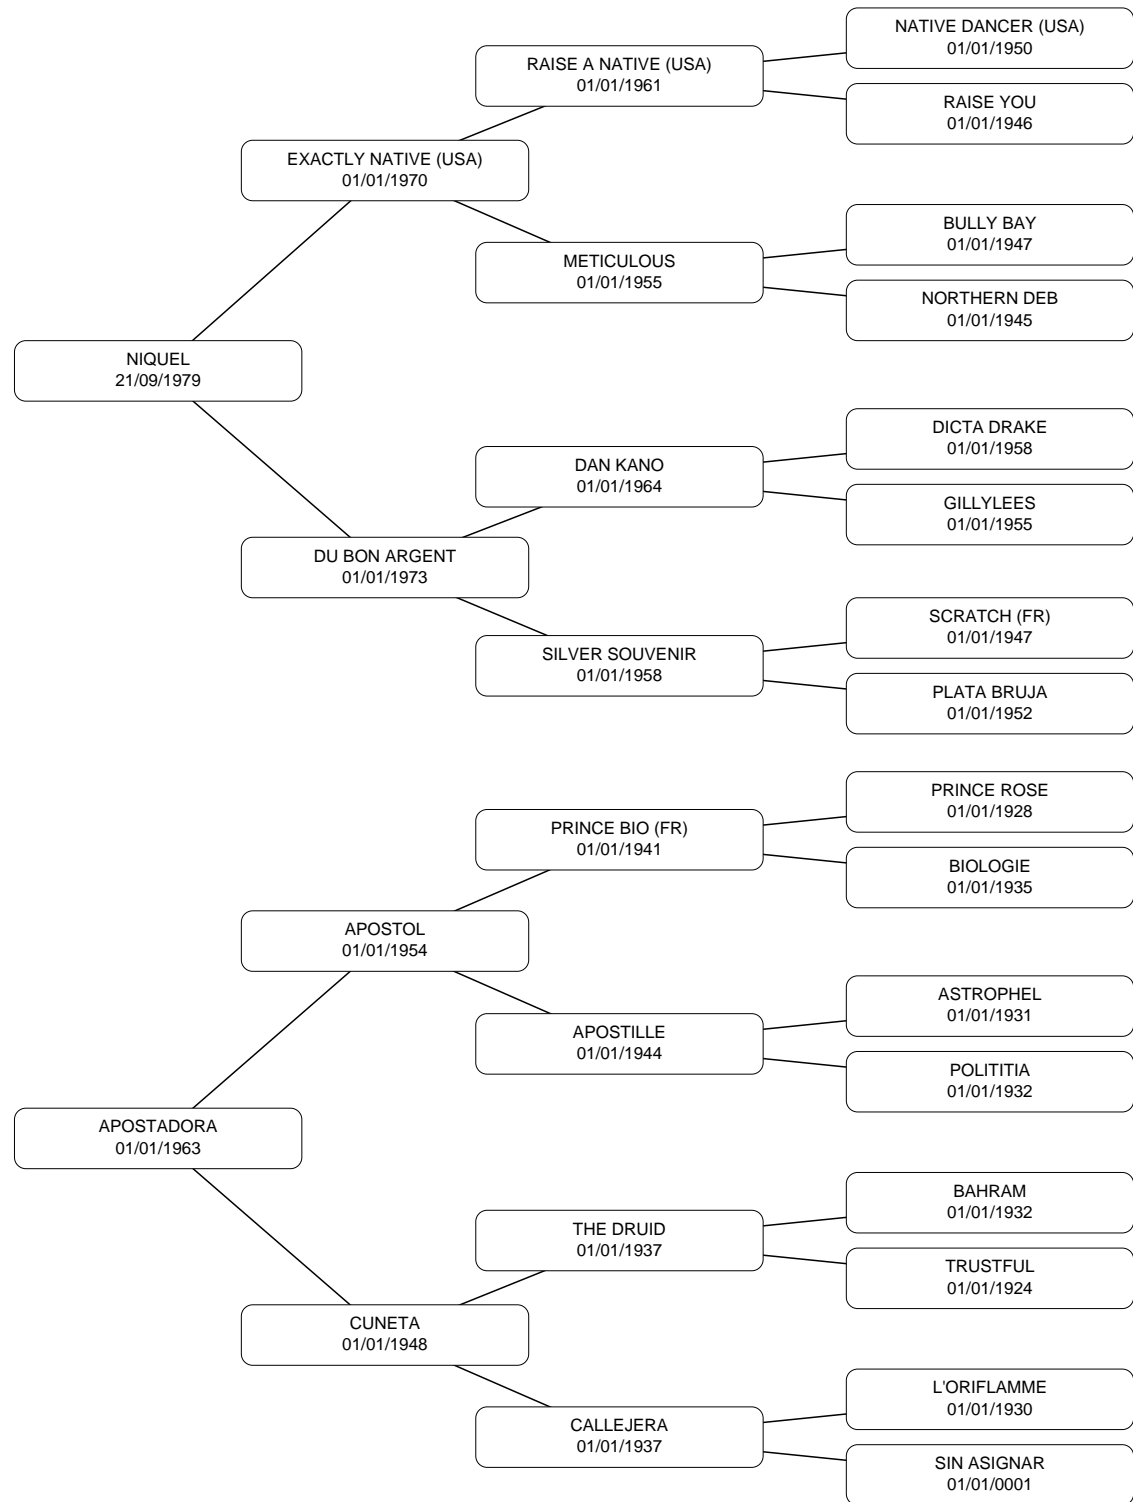 NATIVE DANCER (USA)
01/01/1950
RAISE A NATIVE (USA)
01/01/1961
RAISE YOU
01/01/1946
EXACTLY NATIVE (USA)
01/01/1970
BULLY BAY
01/01/1947
METICULOUS
01/01/1955
NORTHERN DEB
01/01/1945
NIQUEL
21/09/1979
DICTA DRAKE
01/01/1958
DAN KANO
01/01/1964
GILLYLEES
01/01/1955
DU BON ARGENT
01/01/1973
SCRATCH (FR)
01/01/1947
SILVER SOUVENIR
01/01/1958
PLATA BRUJA
01/01/1952
PRINCE ROSE
01/01/1928
PRINCE BIO (FR)
01/01/1941
BIOLOGIE
01/01/1935
APOSTOL
01/01/1954
ASTROPHEL
01/01/1931
APOSTILLE
01/01/1944
POLITITIA
01/01/1932
APOSTADORA
01/01/1963
BAHRAM
01/01/1932
THE DRUID
01/01/1937
TRUSTFUL
01/01/1924
CUNETA
01/01/1948
L'ORIFLAMME
01/01/1930
CALLEJERA
01/01/1937
SIN ASIGNAR
01/01/0001